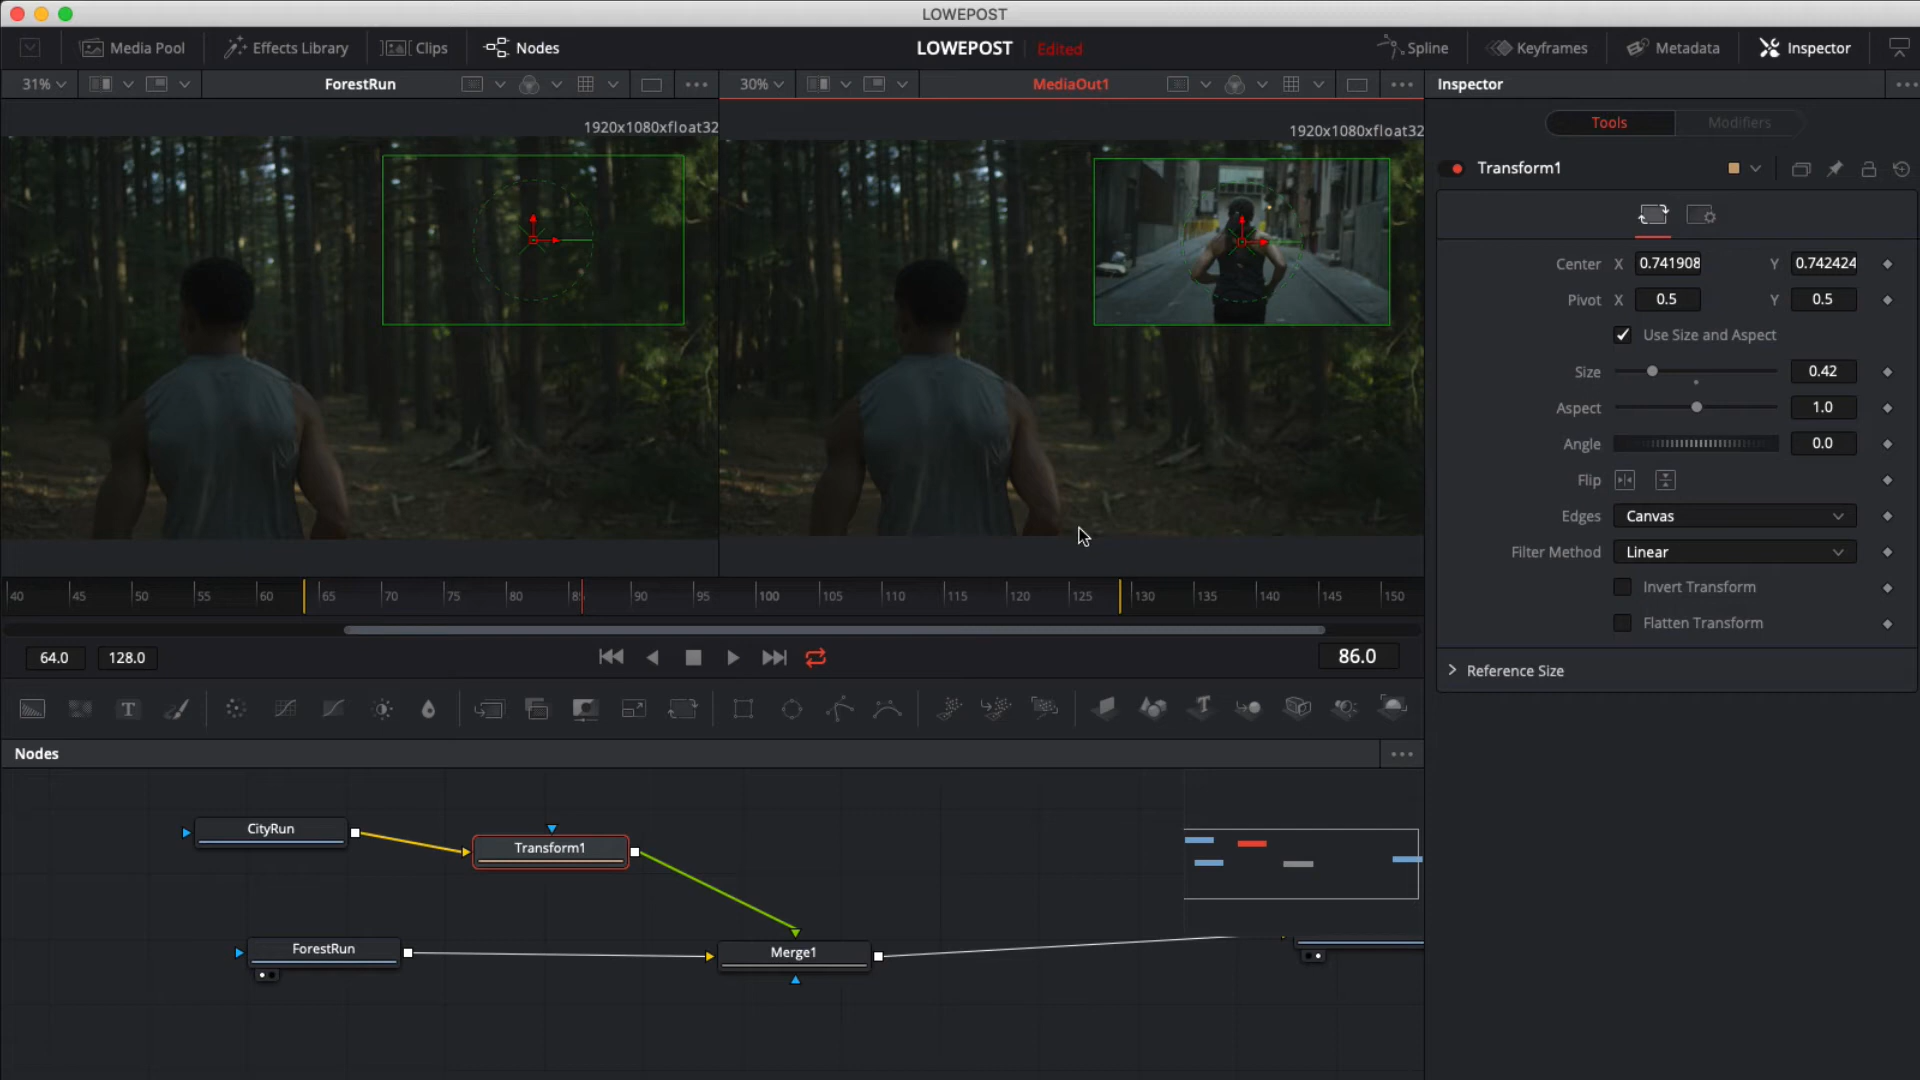 LOWEPOST
Media Pool
Effects Library
Clips
Nodes
LOWEPOST
Edited
Spline
Keyframes
Metadata
Inspector
31%
ForestRun
30%
MediaOut1
Inspector
1920x1080xfloat32
1920x1080xfloat32
Tools
Modifiers
Transform1
Center X 0.741908 Y 0.742424
Pivot X 0.5 Y 0.5
Use Size and Aspect
Size 0.42
Aspect 1.0
Angle 0.0
Flip
Edges Canvas
Filter Method Linear
Invert Transform
Flatten Transform
Reference Size
40 45 50 55 60 65 70 75 80 90 95 100 105 110 115 120 125 130 135 140 145 150
64.0 128.0 86.0
T
T
Nodes
CityRun
Transform1
ForestRun
Merge1